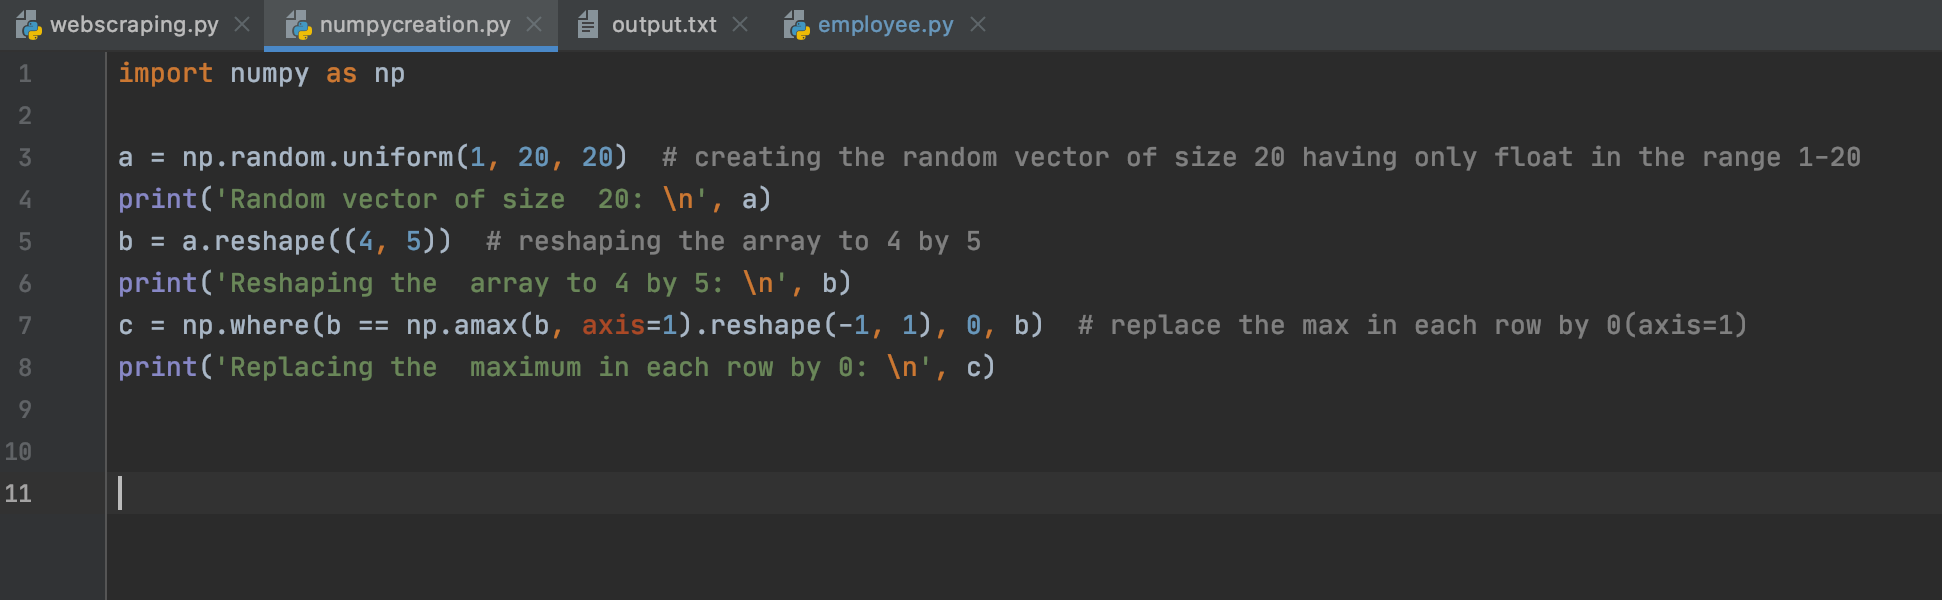 webscraping.py numpycreation.py output.txt employee.py
1 import numpy as np
2
3 a = np.random.uniform(1, 20, 20)  # creating the random vector of size 20 having only float in the range 1-20
4 print('Random vector of size  20: \n', a)
5 b = a.reshape((4, 5))  # reshaping the array to 4 by 5
6 print('Reshaping the  array to 4 by 5: \n', b)
7 c = np.where(b == np.amax(b, axis=1).reshape(-1, 1), 0, b)  # replace the max in each row by 0(axis=1)
8 print('Replacing the  maximum in each row by 0: \n', c)
9
10
11